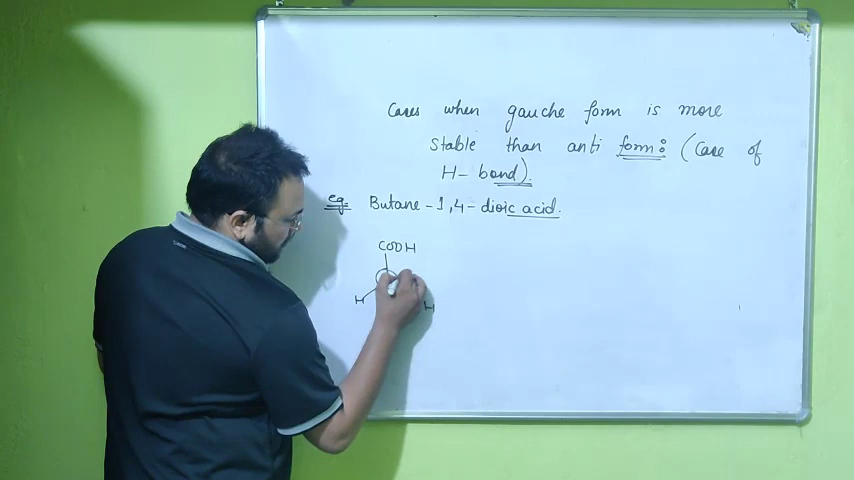 Cases when gauche form is more
stable than anti form: (Case of
H-bond).
eg. Butane-1,4-dioic acid.
COOH
H
H